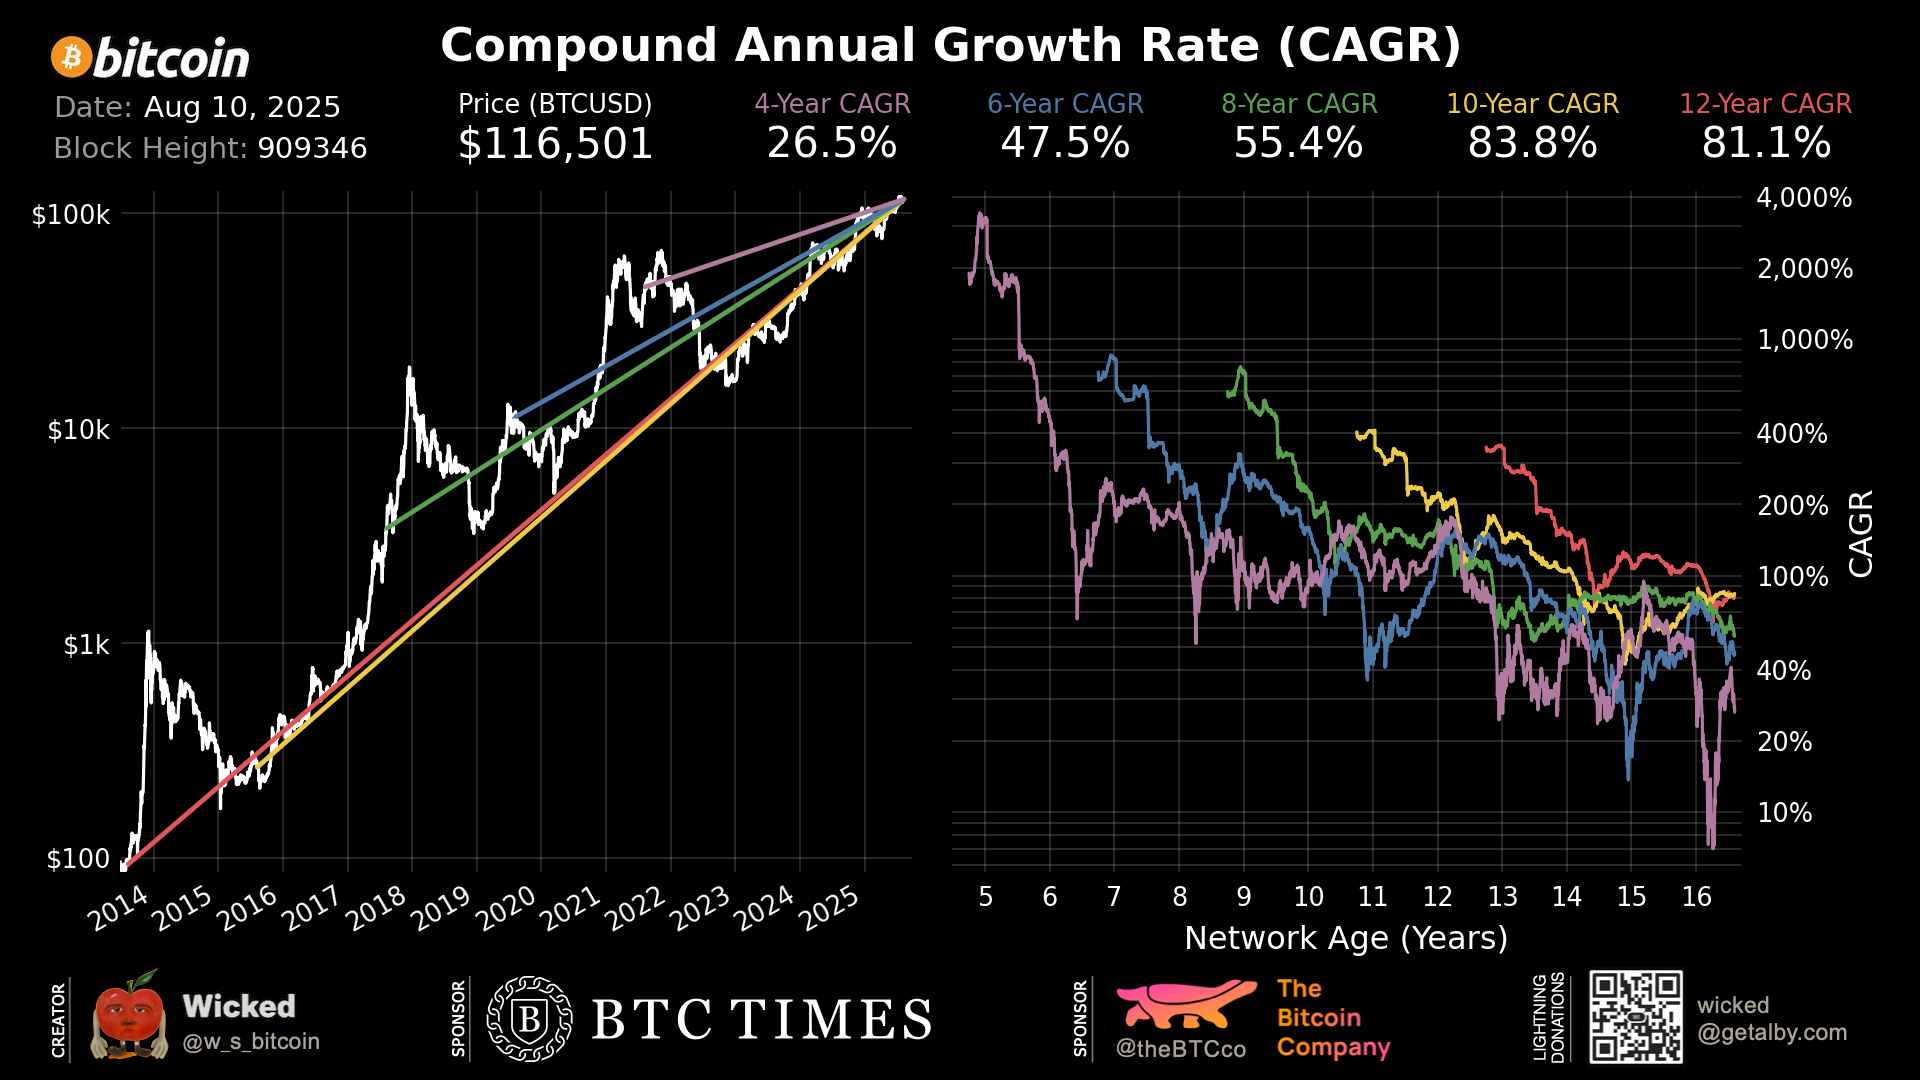 bitcoin
Compound Annual Growth Rate (CAGR)
Date: Aug 10, 2025
Block Height: 909346
Price (BTCUSD)
$116,501
4-Year CAGR
26.5%
6-Year CAGR
47.5%
8-Year CAGR
55.4%
10-Year CAGR
83.8%
12-Year CAGR
81.1%
$100k
$10k
$1k
$100
2014 2015 2016 2017 2018 2019 2020 2021 2022 2023 2024 2025
4,000%
2,000%
1,000%
400%
200%
100%
40%
20%
10%
CAGR
5 6 7 8 9 10 11 12 13 14 15 16
Network Age (Years)
CREATOR
Wicked
@w_s_bitcoin
SPONSOR
B
BTC TIMES
SPONSOR
@theBTCco
The
Bitcoin
Company
LIGHTNING
DONATIONS
wicked
@getalby.com